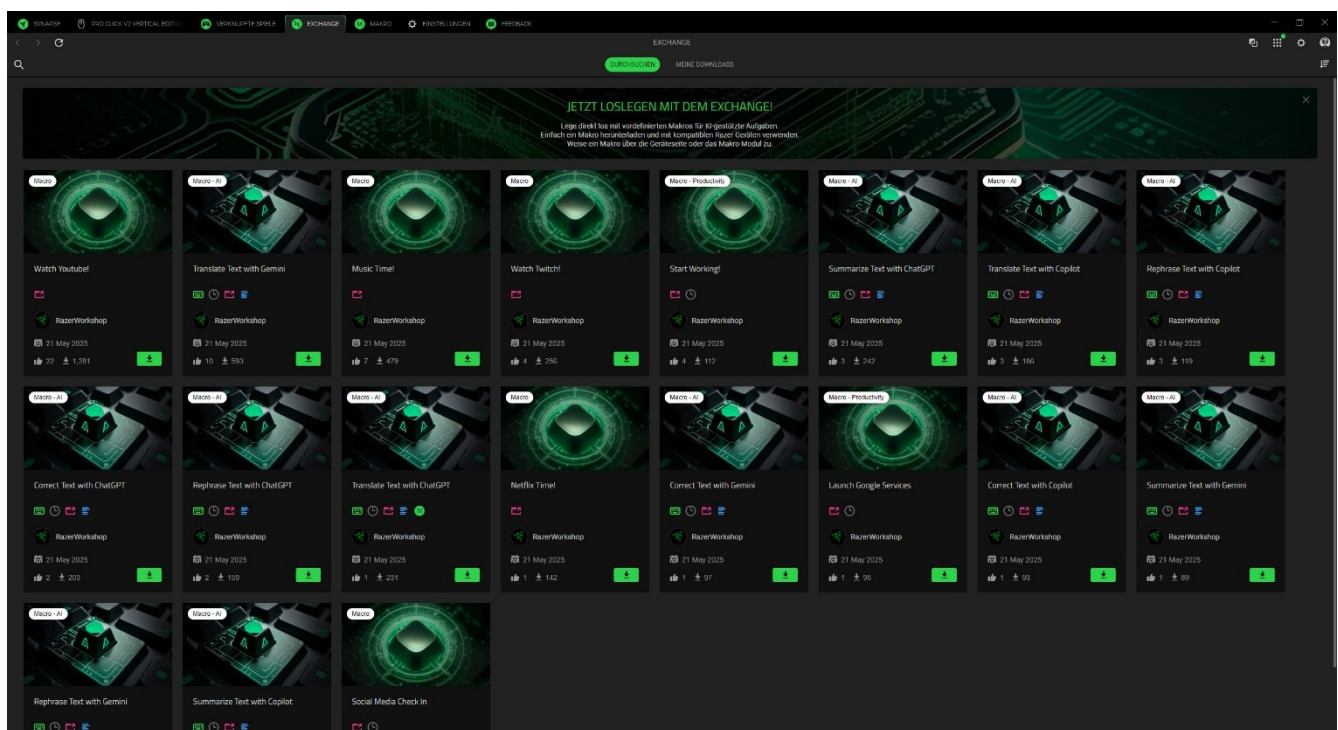 SYNAPSE
PRO CLICK V2 VERTICAL EDITIO
VERKNÜPFTE SPIELE
EXCHANGE
MAKRO
EINSTELLUNGEN
FEEDBACK
EXCHANGE
DURCHSUCHEN
MEINE DOWNLOADS
JETZT LOSLEGEN MIT DEM EXCHANGE!
Lege direkt los mit vordefinierten Makros für KI-gestützte Aufgaben.
Einfach ein Makro herunterladen und mit kompatiblen Razer Geräten verwenden.
Weise ein Makro über die Geräteseite oder das Makro-Modul zu.
Macro
Watch Youtube!
RazerWorkshop
21 May 2025
22 1,281
Macro - AI
Translate Text with Gemini
RazerWorkshop
21 May 2025
10 593
Macro
Music Time!
RazerWorkshop
21 May 2025
7 479
Macro
Watch Twitch!
RazerWorkshop
21 May 2025
4 256
Macro - Productivity
Start Working!
RazerWorkshop
21 May 2025
4 112
Macro - AI
Summarize Text with ChatGPT
RazerWorkshop
21 May 2025
3 242
Macro - AI
Translate Text with Copilot
RazerWorkshop
21 May 2025
3 166
Macro - AI
Rephrase Text with Copilot
RazerWorkshop
21 May 2025
3 119
Macro - AI
Correct Text with ChatGPT
RazerWorkshop
21 May 2025
2 203
Macro - AI
Rephrase Text with ChatGPT
RazerWorkshop
21 May 2025
2 159
Macro - AI
Translate Text with ChatGPT
RazerWorkshop
21 May 2025
1 231
Macro
Netflix Time!
RazerWorkshop
21 May 2025
1 142
Macro - AI
Correct Text with Gemini
RazerWorkshop
21 May 2025
1 97
Macro - Productivity
Launch Google Services
RazerWorkshop
21 May 2025
1 95
Macro - AI
Correct Text with Copilot
RazerWorkshop
21 May 2025
1 93
Macro - AI
Summarize Text with Gemini
RazerWorkshop
21 May 2025
1 89
Macro - AI
Rephrase Text with Gemini
Macro - AI
Summarize Text with Copilot
Macro
Social Media Check In